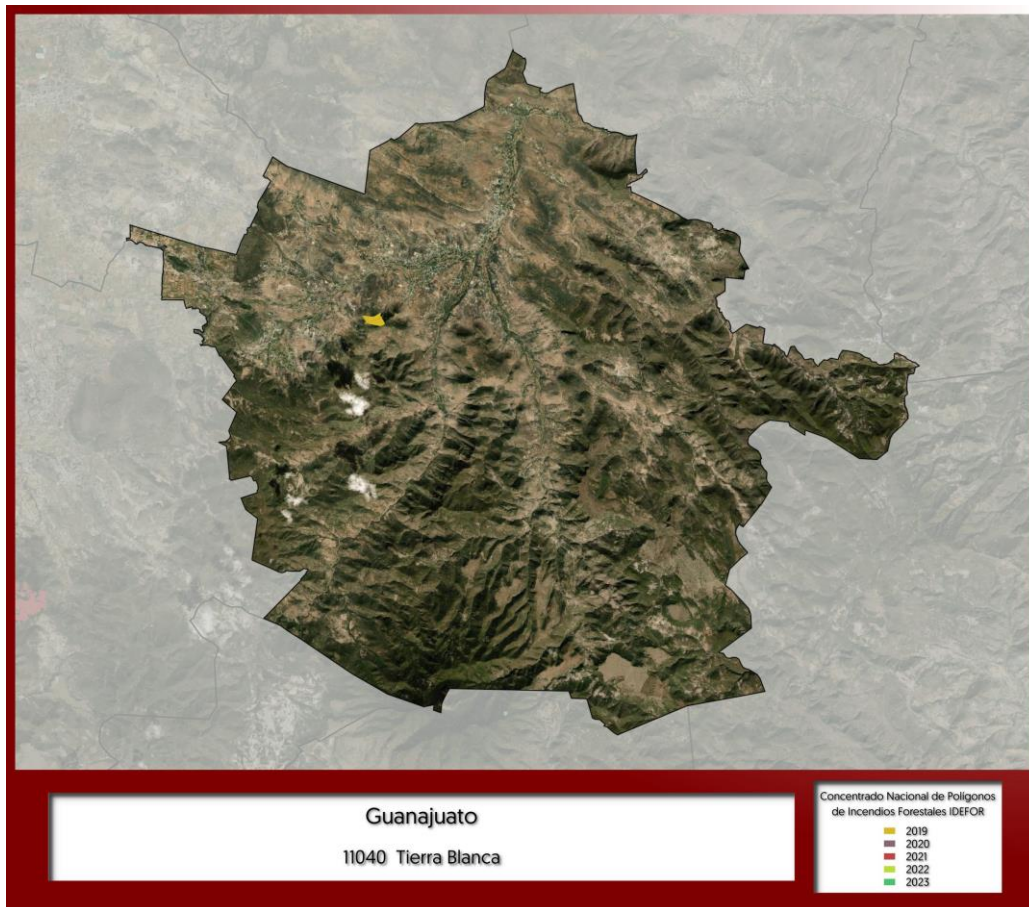 Guanajuato
11040 Tierra Blanca
Concentrado Nacional de Polígonos
de Incendios Forestales IDEFOR
2019
2020
2021
2022
2023